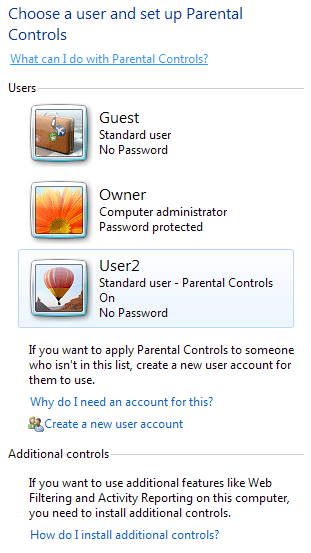 Choose a user and set up Parental
Controls
What can I do with Parental Controls?
Users
Guest
Standard user
No Password
Owner
Computer administrator
Password protected
User2
Standard user - Parental Controls
On
No Password
If you want to apply Parental Controls to someone
who isn't in this list, create a new user account for
them to use.
Why do I need an account for this?
Create a new user account
Additional controls
If you want to use additional features like Web
Filtering and Activity Reporting on this computer,
you need to install additional controls.
How do I install additional controls?